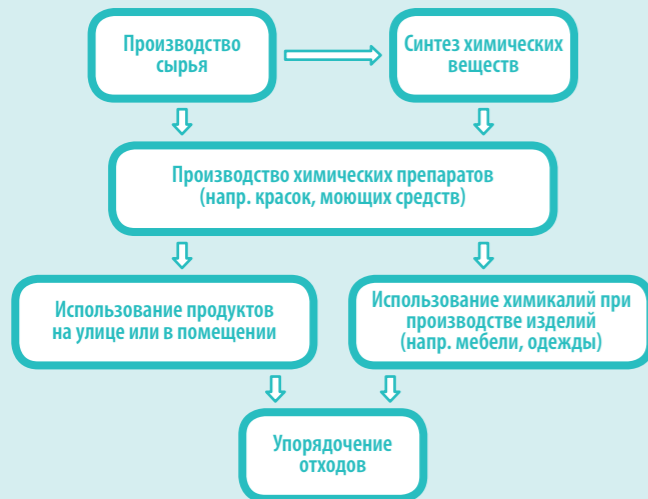 Производство
сырья
Синтез химических
веществ
Производство химических препаратов
(напр. красок, моющих средств)
Использование продуктов
на улице или в помещении
Использование химикалий при
производстве изделий
(напр. мебели, одежды)
Упорядочение
отходов